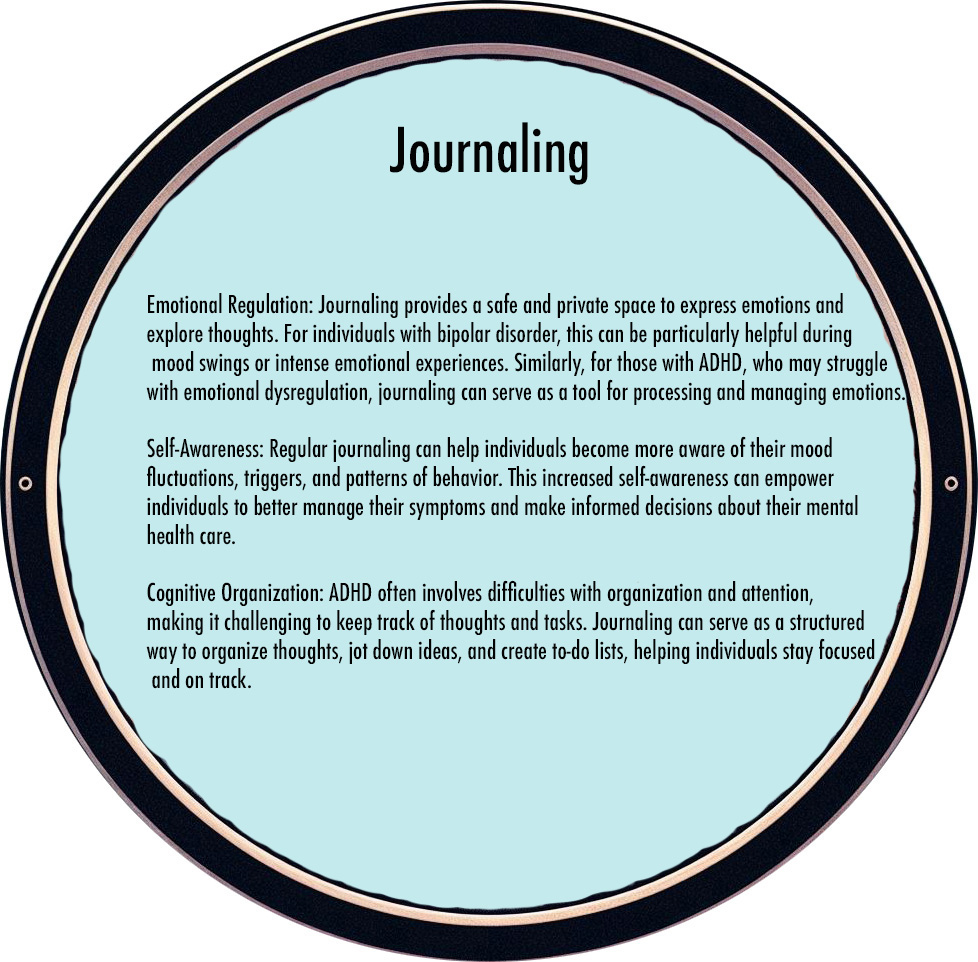 Journaling
Emotional Regulation: Journaling provides a safe and private space to express emotions and
explore thoughts. For individuals with bipolar disorder, this can be particularly helpful during
mood swings or intense emotional experiences. Similarly, for those with ADHD, who may struggle
with emotional dysregulation, journaling can serve as a tool for processing and managing emotions.
Self-Awareness: Regular journaling can help individuals become more aware of their mood
fluctuations, triggers, and patterns of behavior. This increased self-awareness can empower
individuals to better manage their symptoms and make informed decisions about their mental
health care.
Cognitive Organization: ADHD often involves difficulties with organization and attention,
making it challenging to keep track of thoughts and tasks. Journaling can serve as a structured
way to organize thoughts, jot down ideas, and create to-do lists, helping individuals stay focused
and on track.